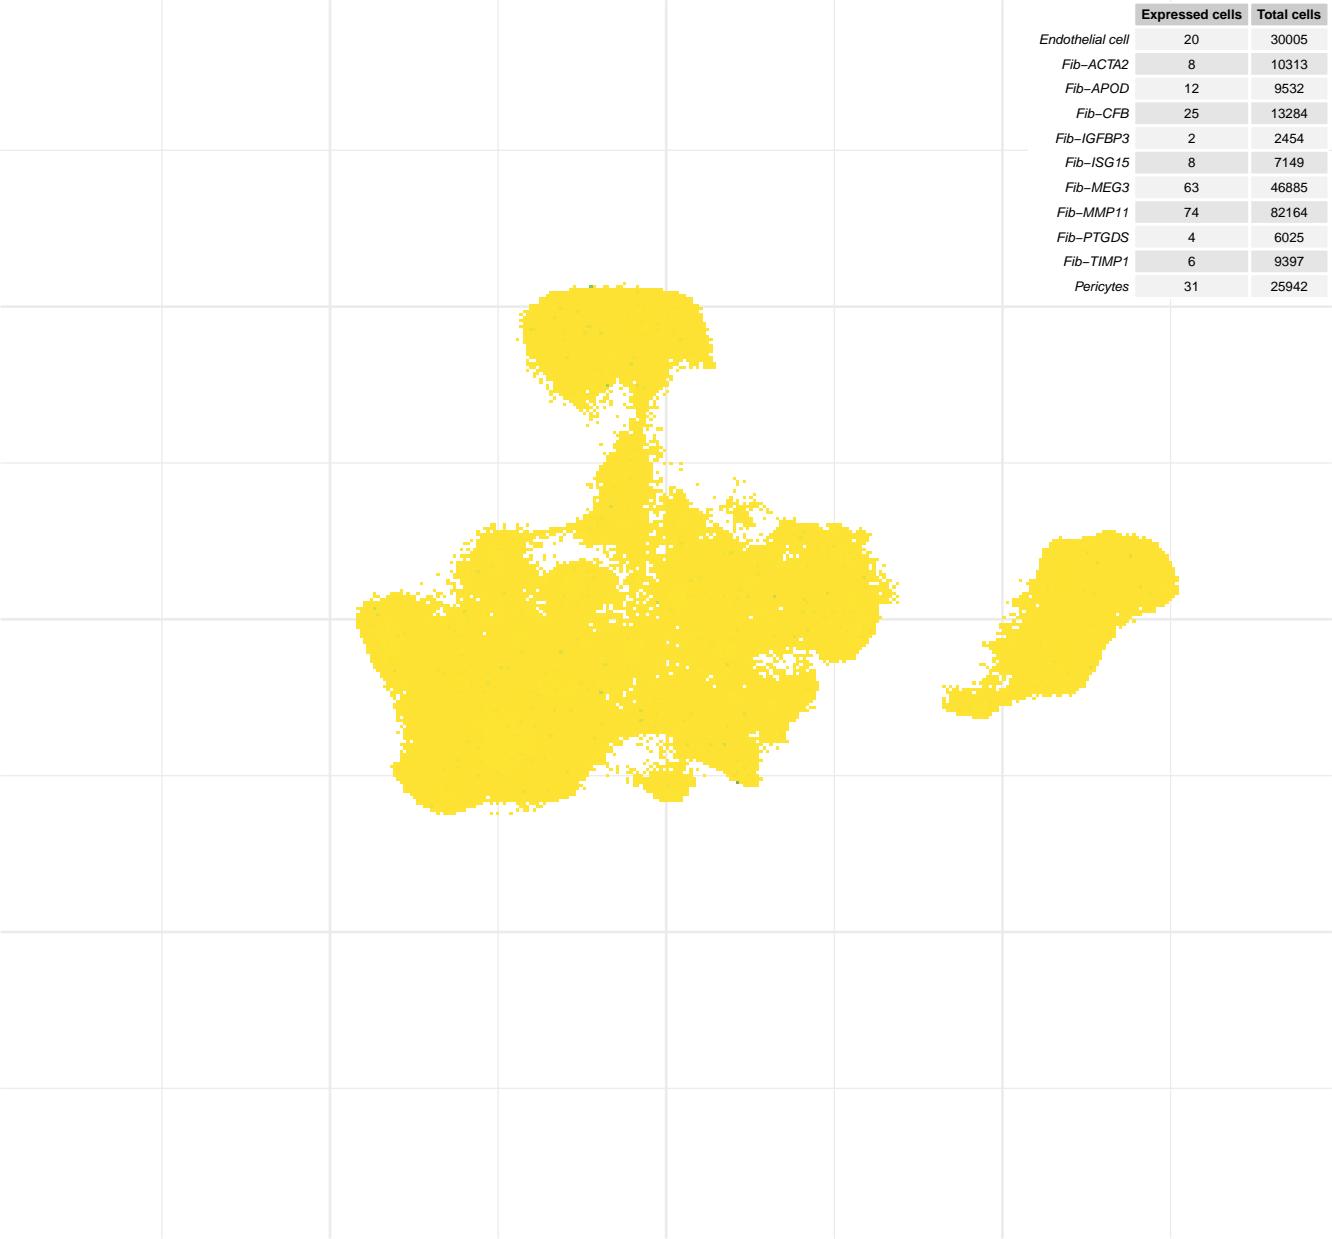 Expressed cells Total cells
Endothelial cell 20 30005
Fib−ACTA2 8 10313
Fib−APOD 12 9532
Fib−CFB 25 13284
Fib−IGFBP3 2 2454
Fib−ISG15 8 7149
Fib−MEG3 63 46885
Fib−MMP11 74 82164
Fib−PTGDS 4 6025
Fib−TIMP1 6 9397
Pericytes 31 25942